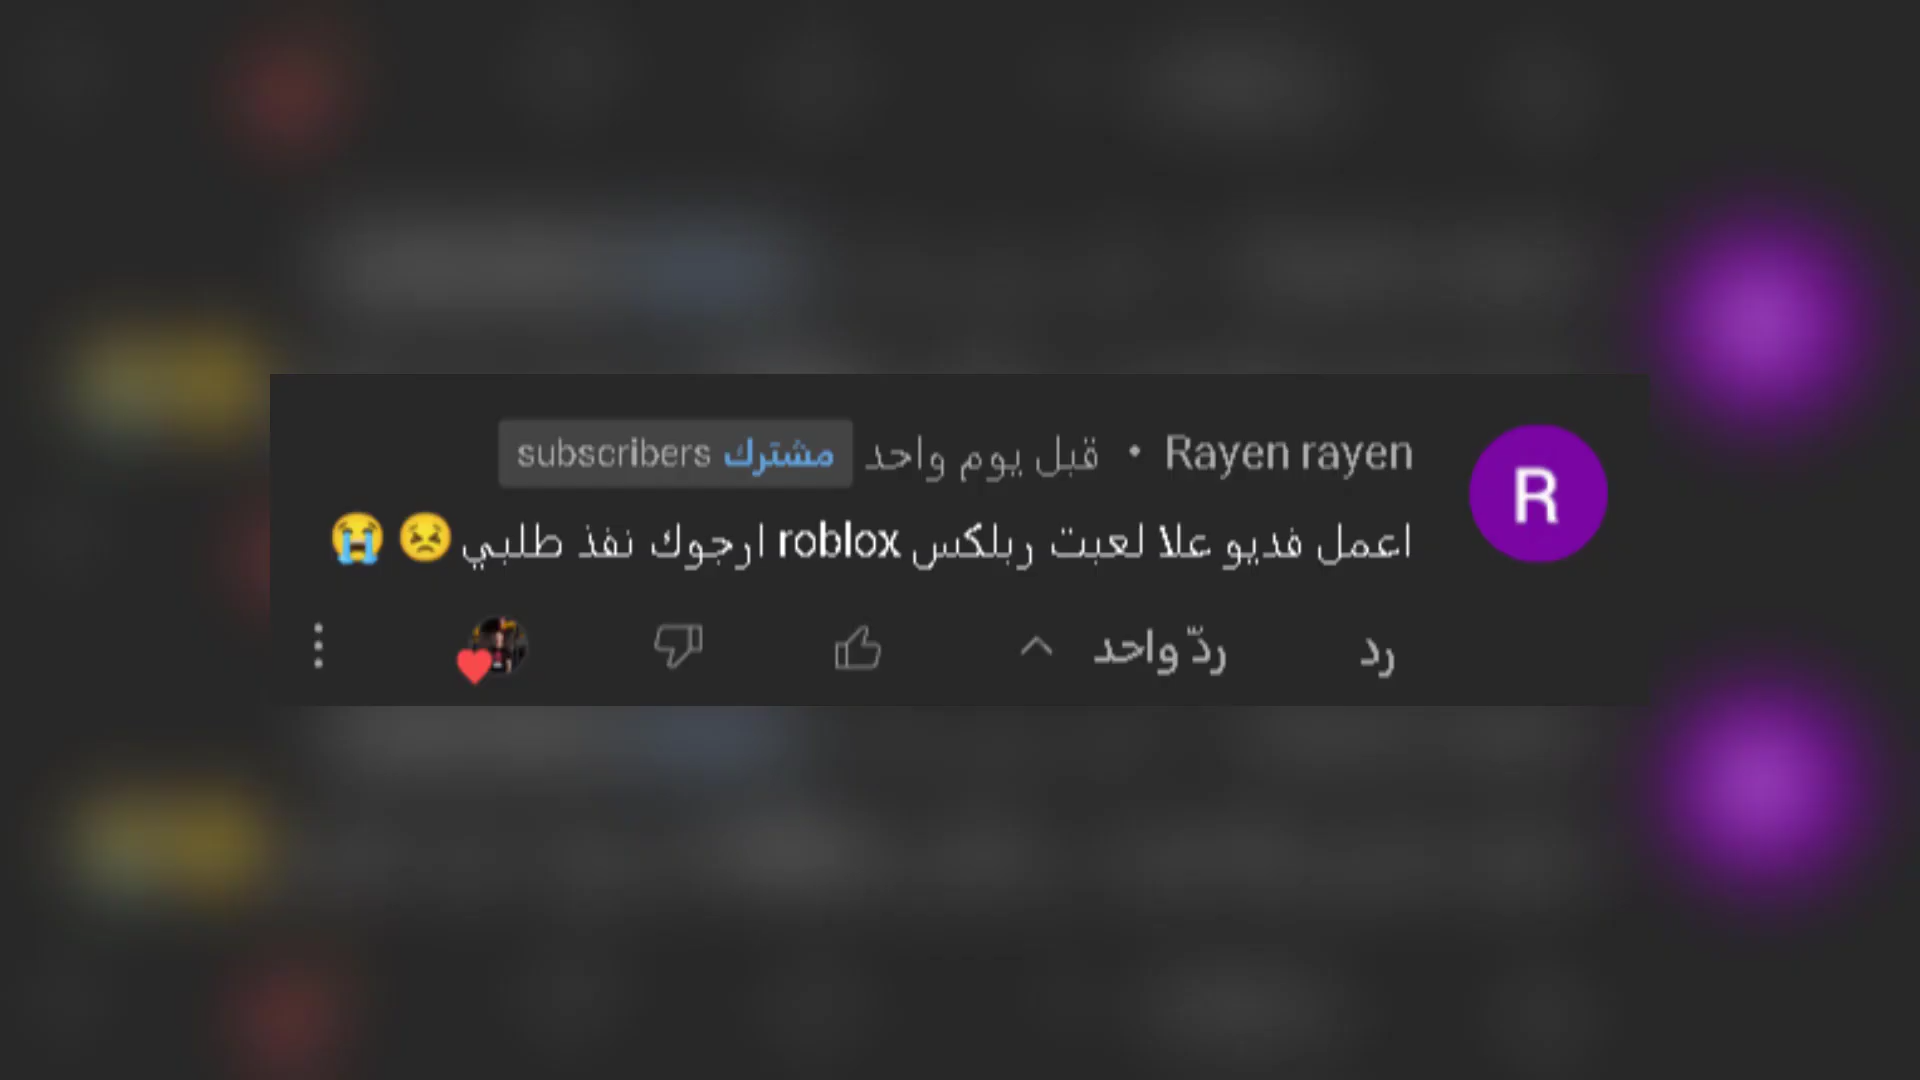 Rayen rayen • قبل يوم واحد مشترك subscribers
R
اعمل فديو علا لعبت ربلكس roblox ارجوك نفذ طلبي 😣 😭
رد ردّ واحد